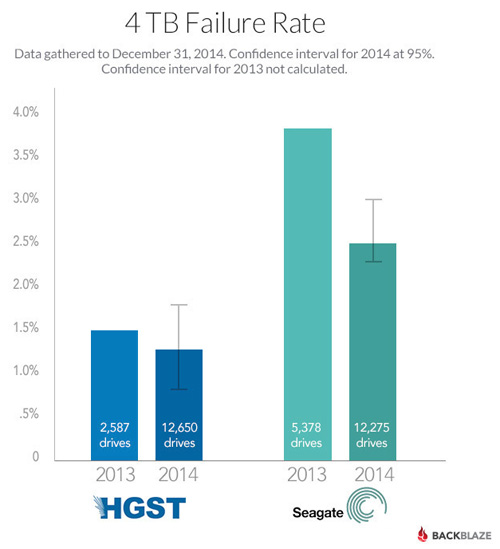 4 TB Failure Rate
Data gathered to December 31, 2014. Confidence interval for 2014 at 95%.
Confidence interval for 2013 not calculated.
4.0%
3.5%
3.0%
2.5%
2.0%
1.5%
1.0%
.5%
0
2,587
drives
12,650
drives
5,378
drives
12,275
drives
2013
2014
2013
2014
HGST
Seagate
BACKBLAZE